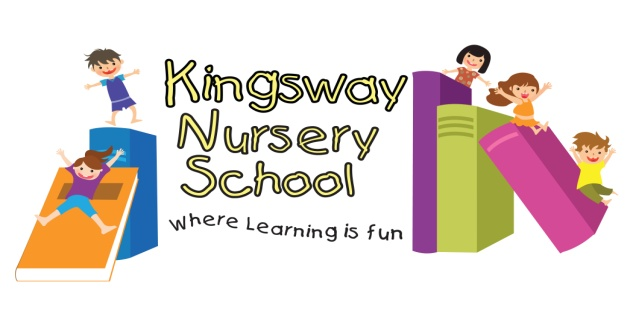 Kingsway
Nursery
School
Where Learning is fun